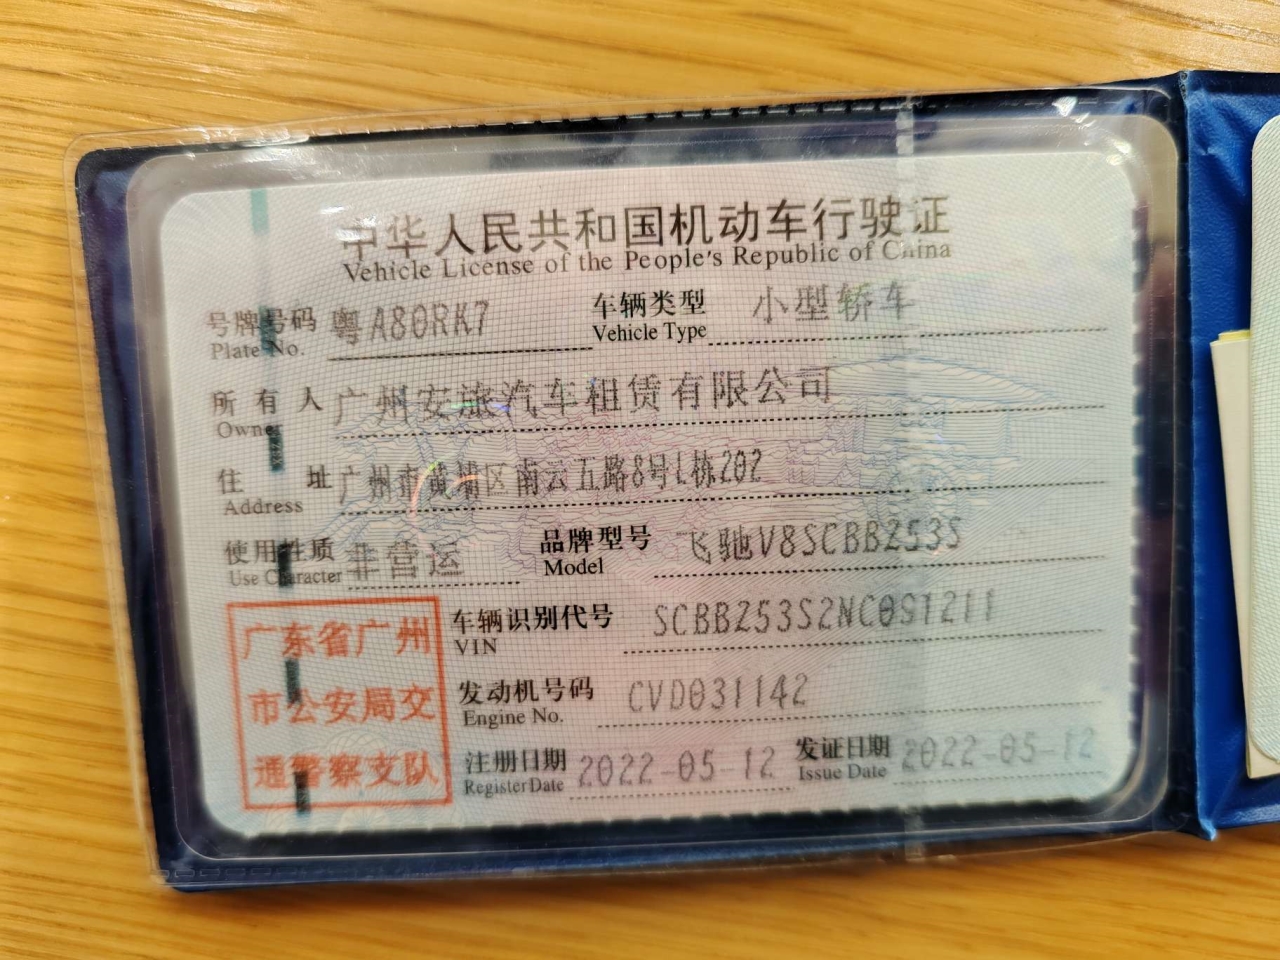 中华人民共和国机动车行驶证
Vehicle License of the People's Republic of China
号牌号码 粤A80RK7 车辆类型 小型轿车
Plate No. Vehicle Type
所有人 广州安旅汽车租赁有限公司
Owner
住址 广州市黄埔区南云五路8号L栋202
Address
使用性质 非营运 品牌型号 飞驰V8SCBBZ53S
Use Character Model
车辆识别代号 SCBBZ53S2NC091211
VIN
发动机号码 CVD031142
Engine No.
注册日期 2022-05-12 发证日期 2022-05-12
Register Date Issue Date
广东省广州
市公安局交
通警察支队